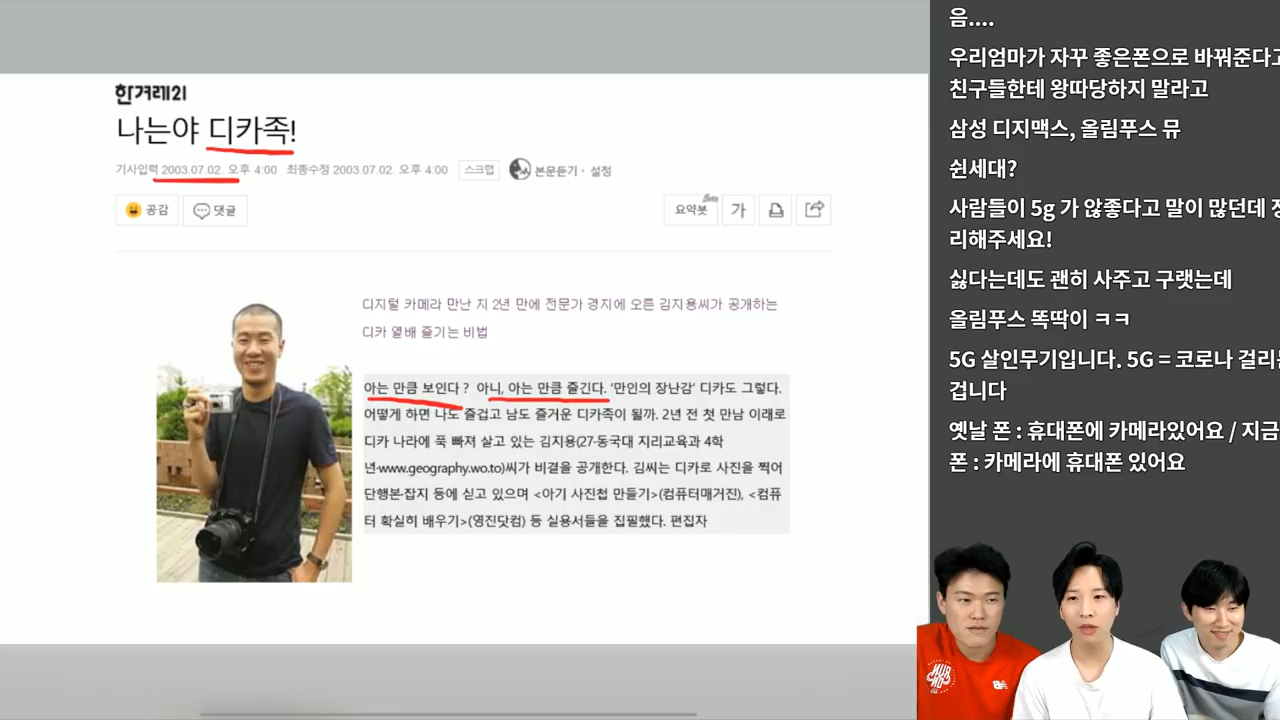 한겨레21
나는야 디카족!
기사입력 2003.07.02. 오후 4:00 최종수정 2003.07.02. 오후 4:00 스크랩 본문듣기 · 설정
공감 댓글 요약봇 beta 가
디지털 카메라 만난 지 2년 만에 전문가 경지에 오른 김지용씨가 공개하는
디카 열배 즐기는 비법
아는 만큼 보인다? 아니, 아는 만큼 즐긴다. ‘만인의 장난감’ 디카도 그렇다.
어떻게 하면 나도 즐겁고 남도 즐거운 디카족이 될까. 2년 전 첫 만남 이래로
디카 나라에 푹 빠져 살고 있는 김지용(27·동국대 지리교육과 4학
년·www.geography.wo.to)씨가 비결을 공개한다. 김씨는 디카로 사진을 찍어
단행본·잡지 등에 싣고 있으며 <아기 사진첩 만들기>(컴퓨터매거진), <컴퓨
터 확실히 배우기>(영진닷컴) 등 실용서들을 집필했다. 편집자
음....
우리엄마가 자꾸 좋은폰으로 바꿔준다고
친구들한테 왕따당하지 말라고
삼성 디지맥스, 올림푸스 뮤
쉰세대?
사람들이 5g 가 않좋다고 말이 많던데 정
리해주세요!
싫다는데도 괜히 사주고 구랫는데
올림푸스 똑딱이 ㅋㅋ
5G 살인무기입니다. 5G = 코로나 걸리는
겁니다
옛날 폰 : 휴대폰에 카메라있어요 / 지금
폰 : 카메라에 휴대폰 있어요